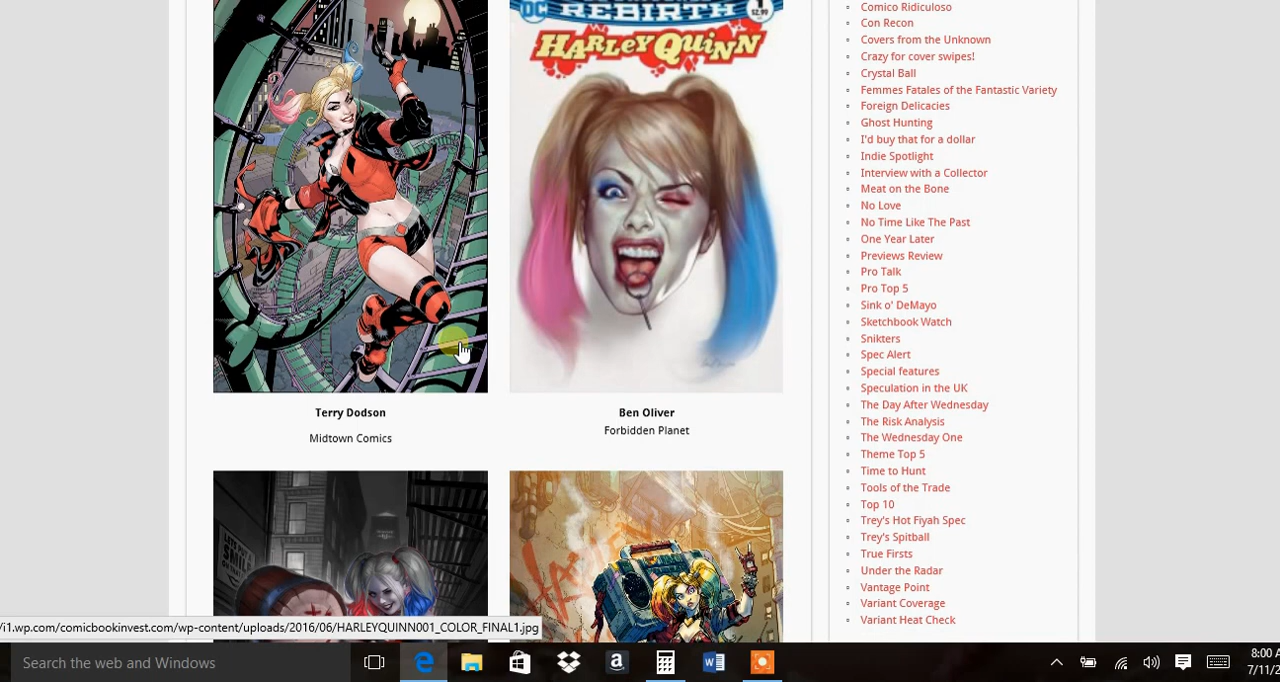 DC
REBIRTH
1
$2.99
HARLEY QUINN
Terry Dodson
Midtown Comics
Ben Oliver
Forbidden Planet
Comico Ridiculoso
Con Recon
Covers from the Unknown
Crazy for cover swipes!
Crystal Ball
Femmes Fatales of the Fantastic Variety
Foreign Delicacies
Ghost Hunting
I'd buy that for a dollar
Indie Spotlight
Interview with a Collector
Meat on the Bone
No Love
No Time Like The Past
One Year Later
Previews Review
Pro Talk
Pro Top 5
Sink o' DeMayo
Sketchbook Watch
Snikters
Spec Alert
Special features
Speculation in the UK
The Day After Wednesday
The Risk Analysis
The Wednesday One
Theme Top 5
Time to Hunt
Tools of the Trade
Top 10
Trey's Hot Fiyah Spec
Trey's Spitball
True Firsts
Under the Radar
Vantage Point
Variant Coverage
Variant Heat Check
/i1.wp.com/comicbookinvest.com/wp-content/uploads/2016/06/HARLEYQUINN001_COLOR_FINAL1.jpg
Search the web and Windows
8:00
7/11/2